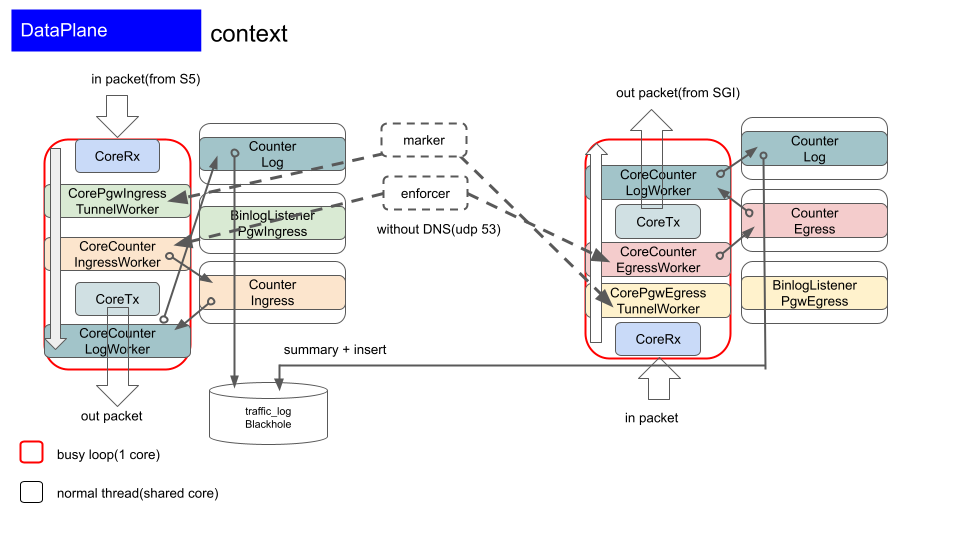 DataPlane
context
in packet(from S5)
CoreRx
CorePgwIngress
TunnelWorker
CoreCounter
IngressWorker
CoreTx
CoreCounter
LogWorker
out packet
Counter
Log
BinlogListener
PgwIngress
Counter
Ingress
marker
enforcer
without DNS(udp 53)
summary + insert
traffic_log
Blackhole
out packet(from SGI)
CoreCounter
LogWorker
CoreTx
CoreCounter
EgressWorker
CorePgwEgress
TunnelWorker
CoreRx
in packet
Counter
Log
Counter
Egress
BinlogListener
PgwEgress
busy loop(1 core)
normal thread(shared core)